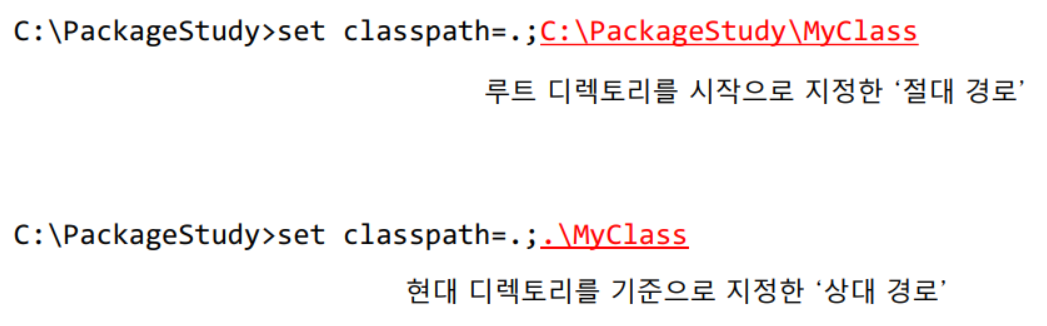 C:\PackageStudy>set classpath=.;C:\PackageStudy\MyClass
루트 디렉토리를 시작으로 지정한 ‘절대 경로’
C:\PackageStudy>set classpath=.;.\MyClass
현대 디렉토리를 기준으로 지정한 ‘상대 경로’